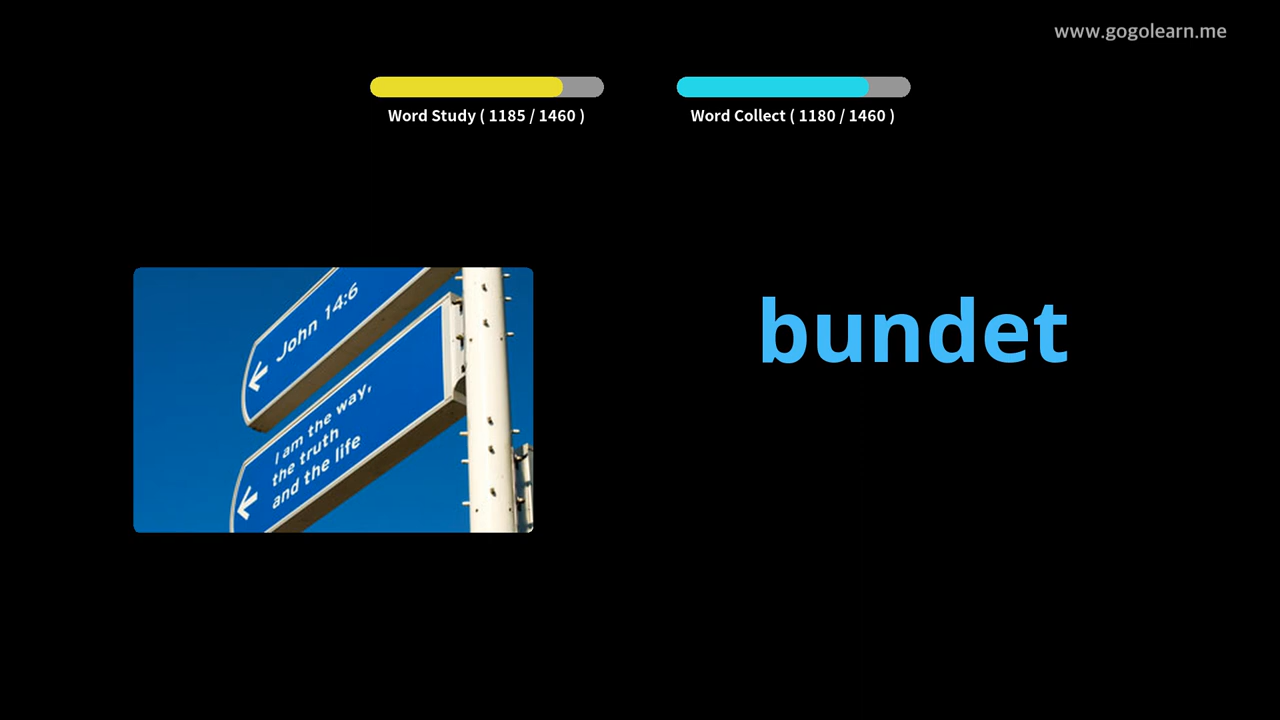 www.gogolearn.me
Word Study ( 1185 / 1460 )
Word Collect ( 1180 / 1460 )
John 14:6
I am the way,
the truth
and the life
bundet